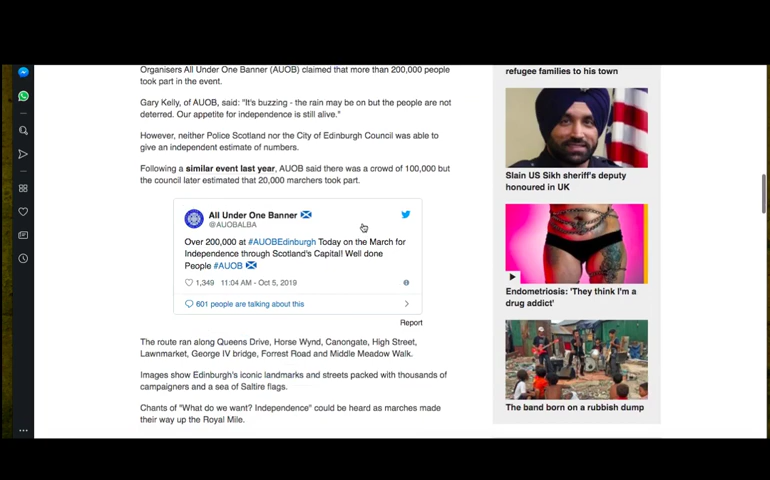 Organisers All Under One Banner (AUOB) claimed that more than 200,000 people
took part in the event.
Gary Kelly, of AUOB, said: "It's buzzing - the rain may be on but the people are not
deterred. Our appetite for independence is still alive."
However, neither Police Scotland nor the City of Edinburgh Council was able to
give an independent estimate of numbers.
Following a similar event last year, AUOB said there was a crowd of 100,000 but
the council later estimated that 20,000 marchers took part.
All Under One Banner
@AUOBALBA
Over 200,000 at #AUOBEdinburgh Today on the March for
Independence through Scotland's Capital! Well done
People #AUOB
1,349 11:04 AM - Oct 5, 2019
601 people are talking about this
Report
The route ran along Queens Drive, Horse Wynd, Canongate, High Street,
Lawnmarket, George IV bridge, Forrest Road and Middle Meadow Walk.
Images show Edinburgh's iconic landmarks and streets packed with thousands of
campaigners and a sea of Saltire flags.
Chants of "What do we want? Independence" could be heard as marches made
their way up the Royal Mile.
refugee families to his town
Slain US Sikh sheriff's deputy
honoured in UK
Endometriosis: 'They think I'm a
drug addict'
The band born on a rubbish dump